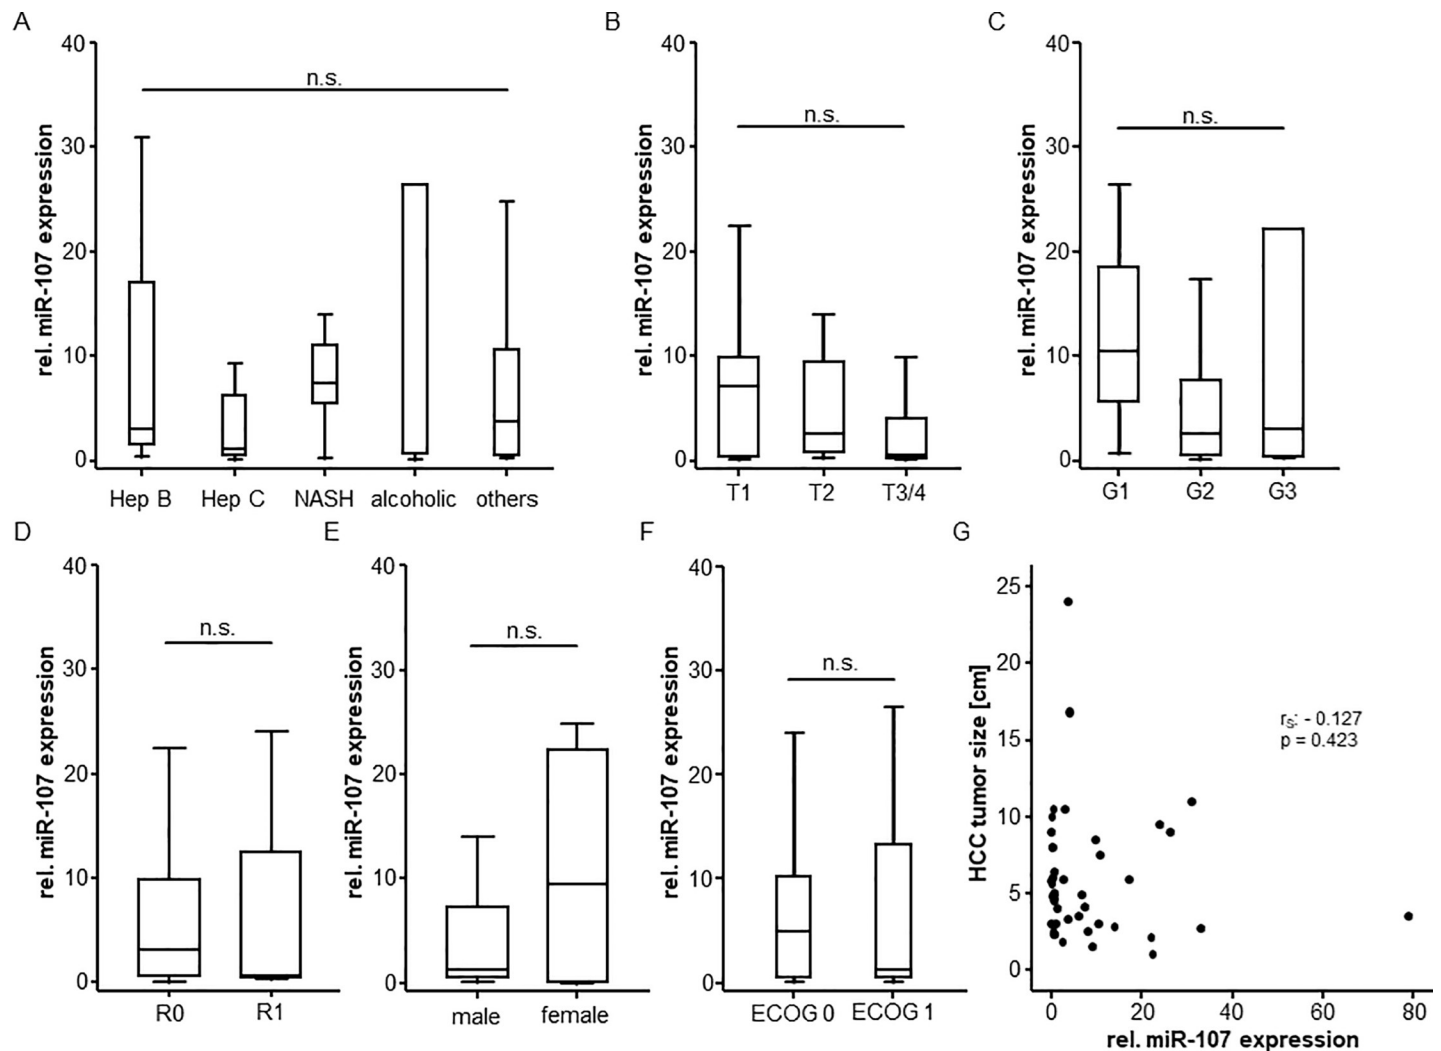 A
rel. miR-107 expression
40
30
20
10
0
n.s.
Hep B
Hep C
NASH
alcoholic
others
B
rel. miR-107 expression
40
30
20
10
0
n.s.
T1
T2
T3/4
C
rel. miR-107 expression
40
30
20
10
0
n.s.
G1
G2
G3
D
rel. miR-107 expression
40
30
20
10
0
n.s.
R0
R1
E
rel. miR-107 expression
40
30
20
10
0
n.s.
male
female
F
rel. miR-107 expression
40
30
20
10
0
n.s.
ECOG 0
ECOG 1
G
HCC tumor size [cm]
25
20
15
10
5
0
rS: - 0.127
p = 0.423
0
20
40
60
80
rel. miR-107 expression